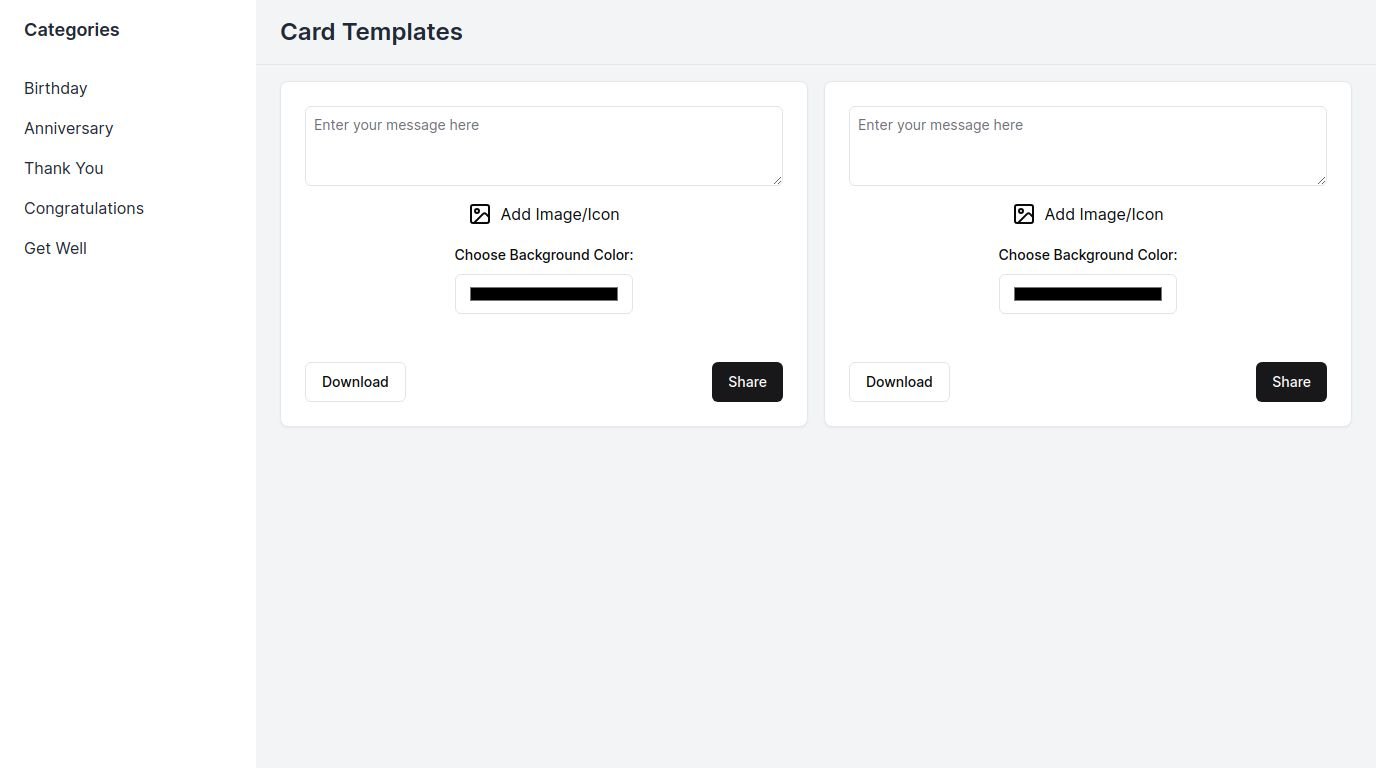 Categories
Birthday
Anniversary
Thank You
Congratulations
Get Well
Card Templates
Enter your message here
Add Image/Icon
Choose Background Color:
Download
Share
Enter your message here
Add Image/Icon
Choose Background Color:
Download
Share